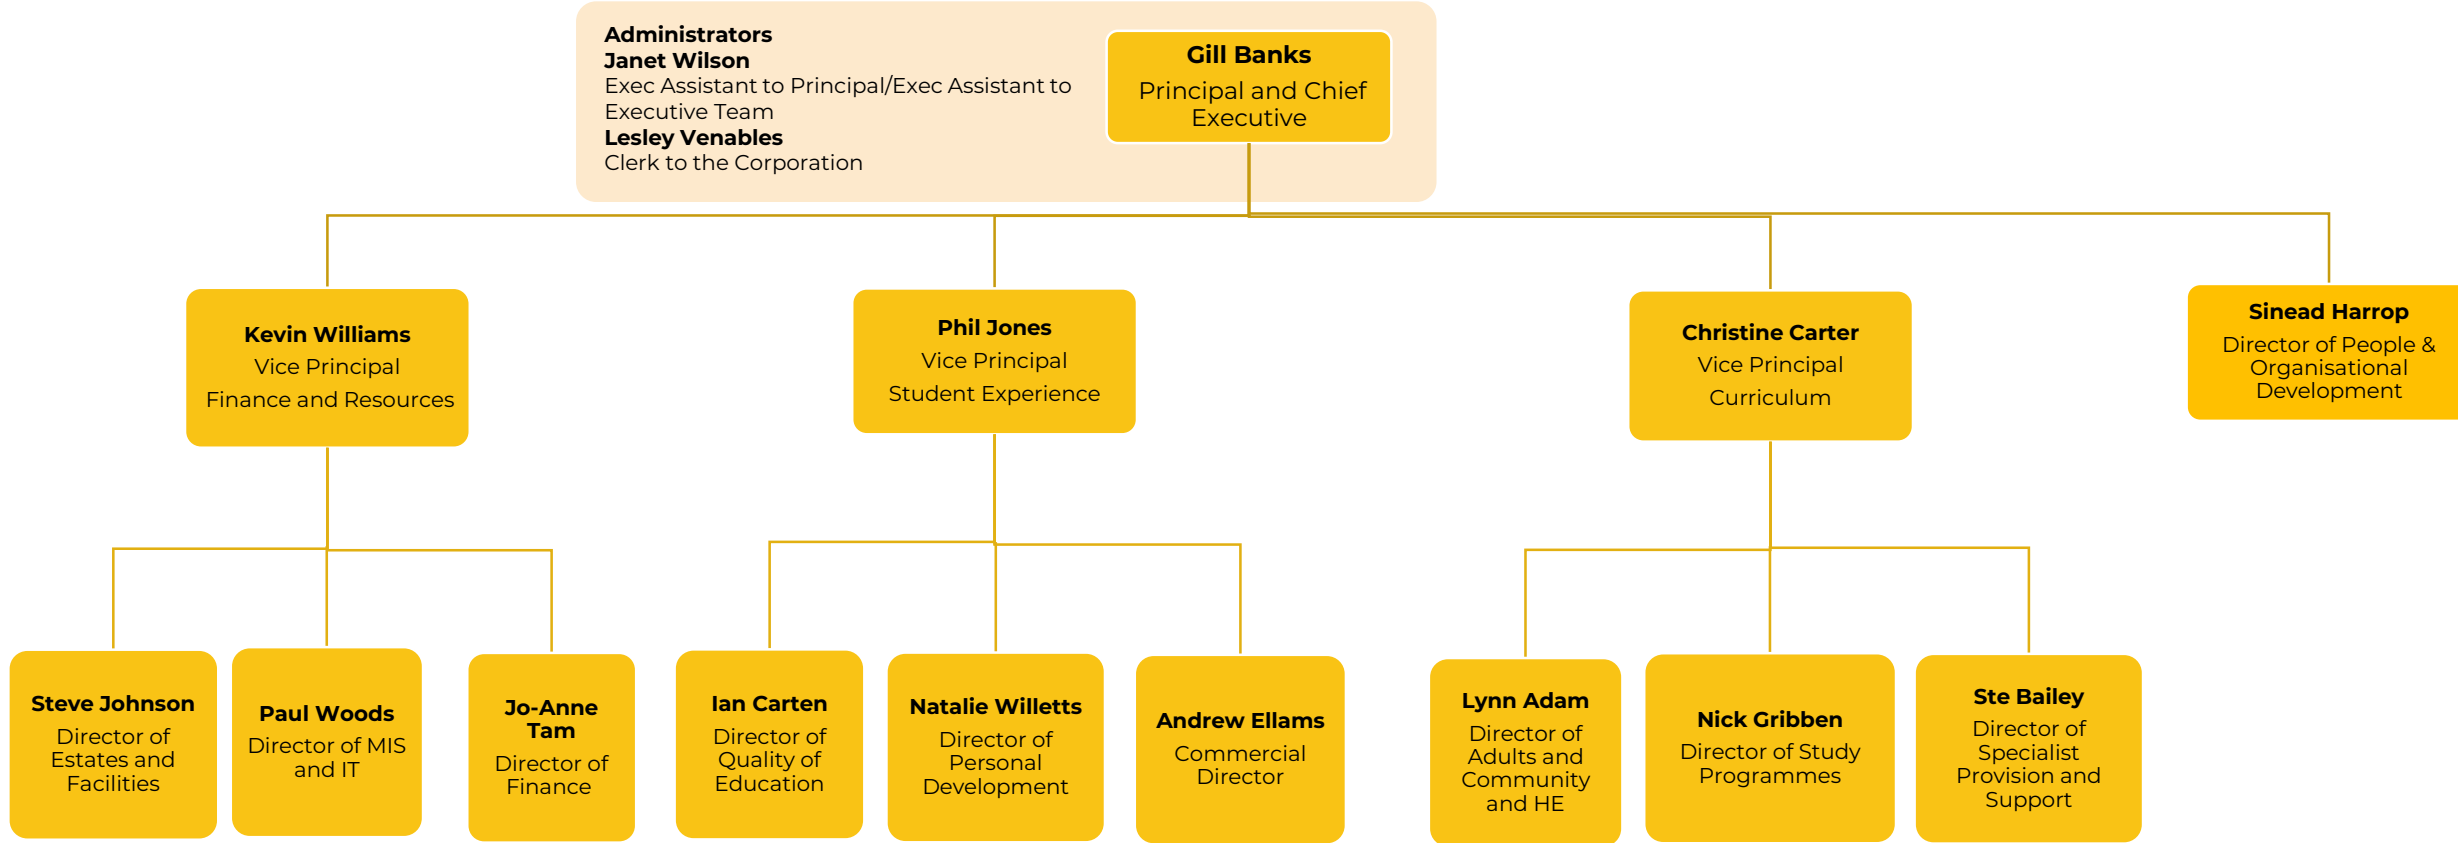 Administrators
Janet Wilson
Exec Assistant to Principal/Exec Assistant to
Executive Team
Lesley Venables
Clerk to the Corporation
Gill Banks
Principal and Chief
Executive
Kevin Williams
Vice Principal
Finance and Resources
Phil Jones
Vice Principal
Student Experience
Christine Carter
Vice Principal
Curriculum
Sinead Harrop
Director of People &
Organisational
Development
Steve Johnson
Director of
Estates and
Facilities
Paul Woods
Director of MIS
and IT
Jo-Anne
Tam
Director of
Finance
Ian Carten
Director of
Quality of
Education
Natalie Willetts
Director of
Personal
Development
Andrew Ellams
Commercial
Director
Lynn Adam
Director of
Adults and
Community
and HE
Nick Gribben
Director of Study
Programmes
Ste Bailey
Director of
Specialist
Provision and
Support